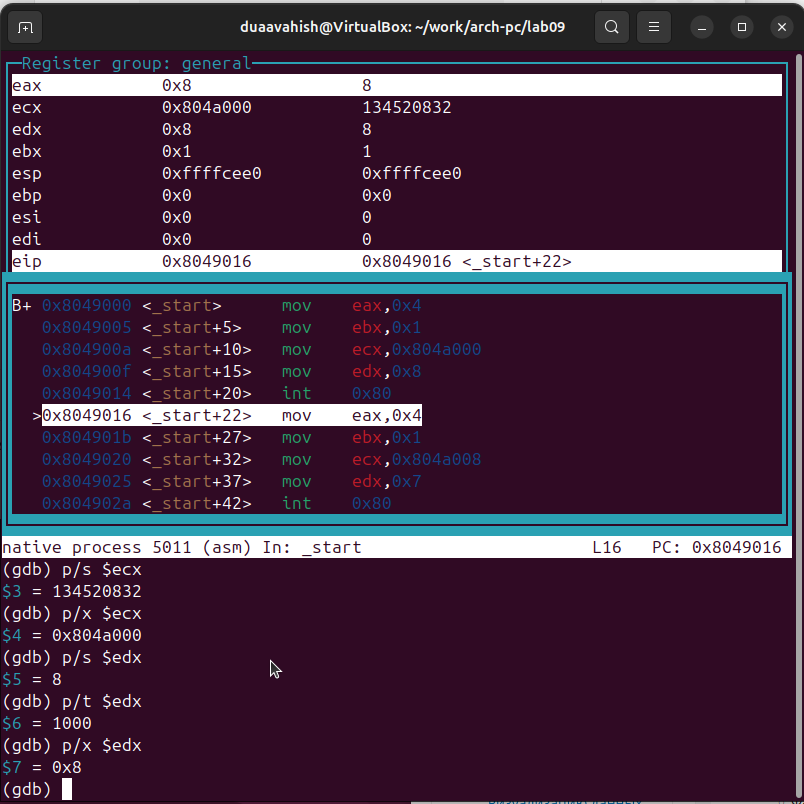 duaavahish@VirtualBox: ~/work/arch-pc/lab09
Register group: general
eax 0x8 8
ecx 0x804a000 134520832
edx 0x8 8
ebx 0x1 1
esp 0xffffcee0 0xffffcee0
ebp 0x0 0x0
esi 0x0 0
edi 0x0 0
eip 0x8049016 0x8049016 <_start+22>
B+ 0x8049000 <_start> mov eax,0x4
0x8049005 <_start+5> mov ebx,0x1
0x804900a <_start+10> mov ecx,0x804a000
0x804900f <_start+15> mov edx,0x8
0x8049014 <_start+20> int 0x80
>0x8049016 <_start+22> mov eax,0x4
0x804901b <_start+27> mov ebx,0x1
0x8049020 <_start+32> mov ecx,0x804a008
0x8049025 <_start+37> mov edx,0x7
0x804902a <_start+42> int 0x80
native process 5011 (asm) In: _start L16 PC: 0x8049016
(gdb) p/s $ecx
$3 = 134520832
(gdb) p/x $ecx
$4 = 0x804a000
(gdb) p/s $edx
$5 = 8
(gdb) p/t $edx
$6 = 1000
(gdb) p/x $edx
$7 = 0x8
(gdb)